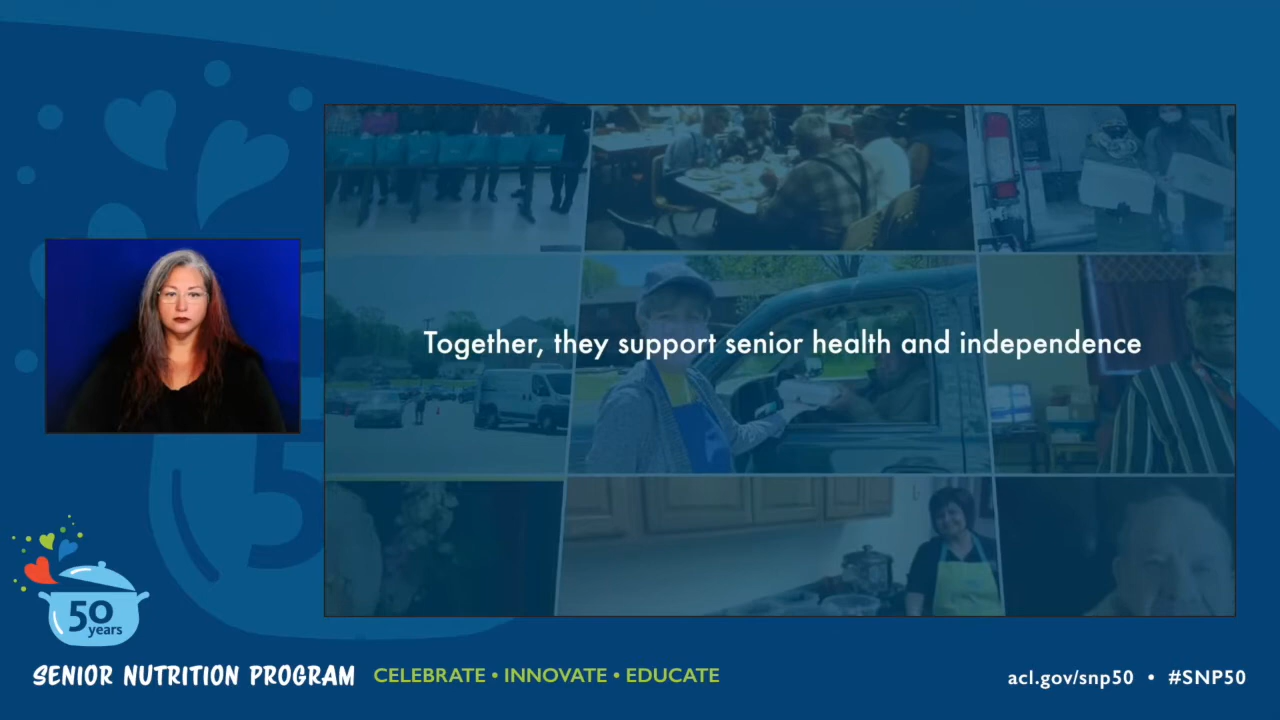 Together, they support senior health and independence
50
years
SENIOR NUTRITION PROGRAM
CELEBRATE • INNOVATE • EDUCATE
acl.gov/snp50 • #SNP50